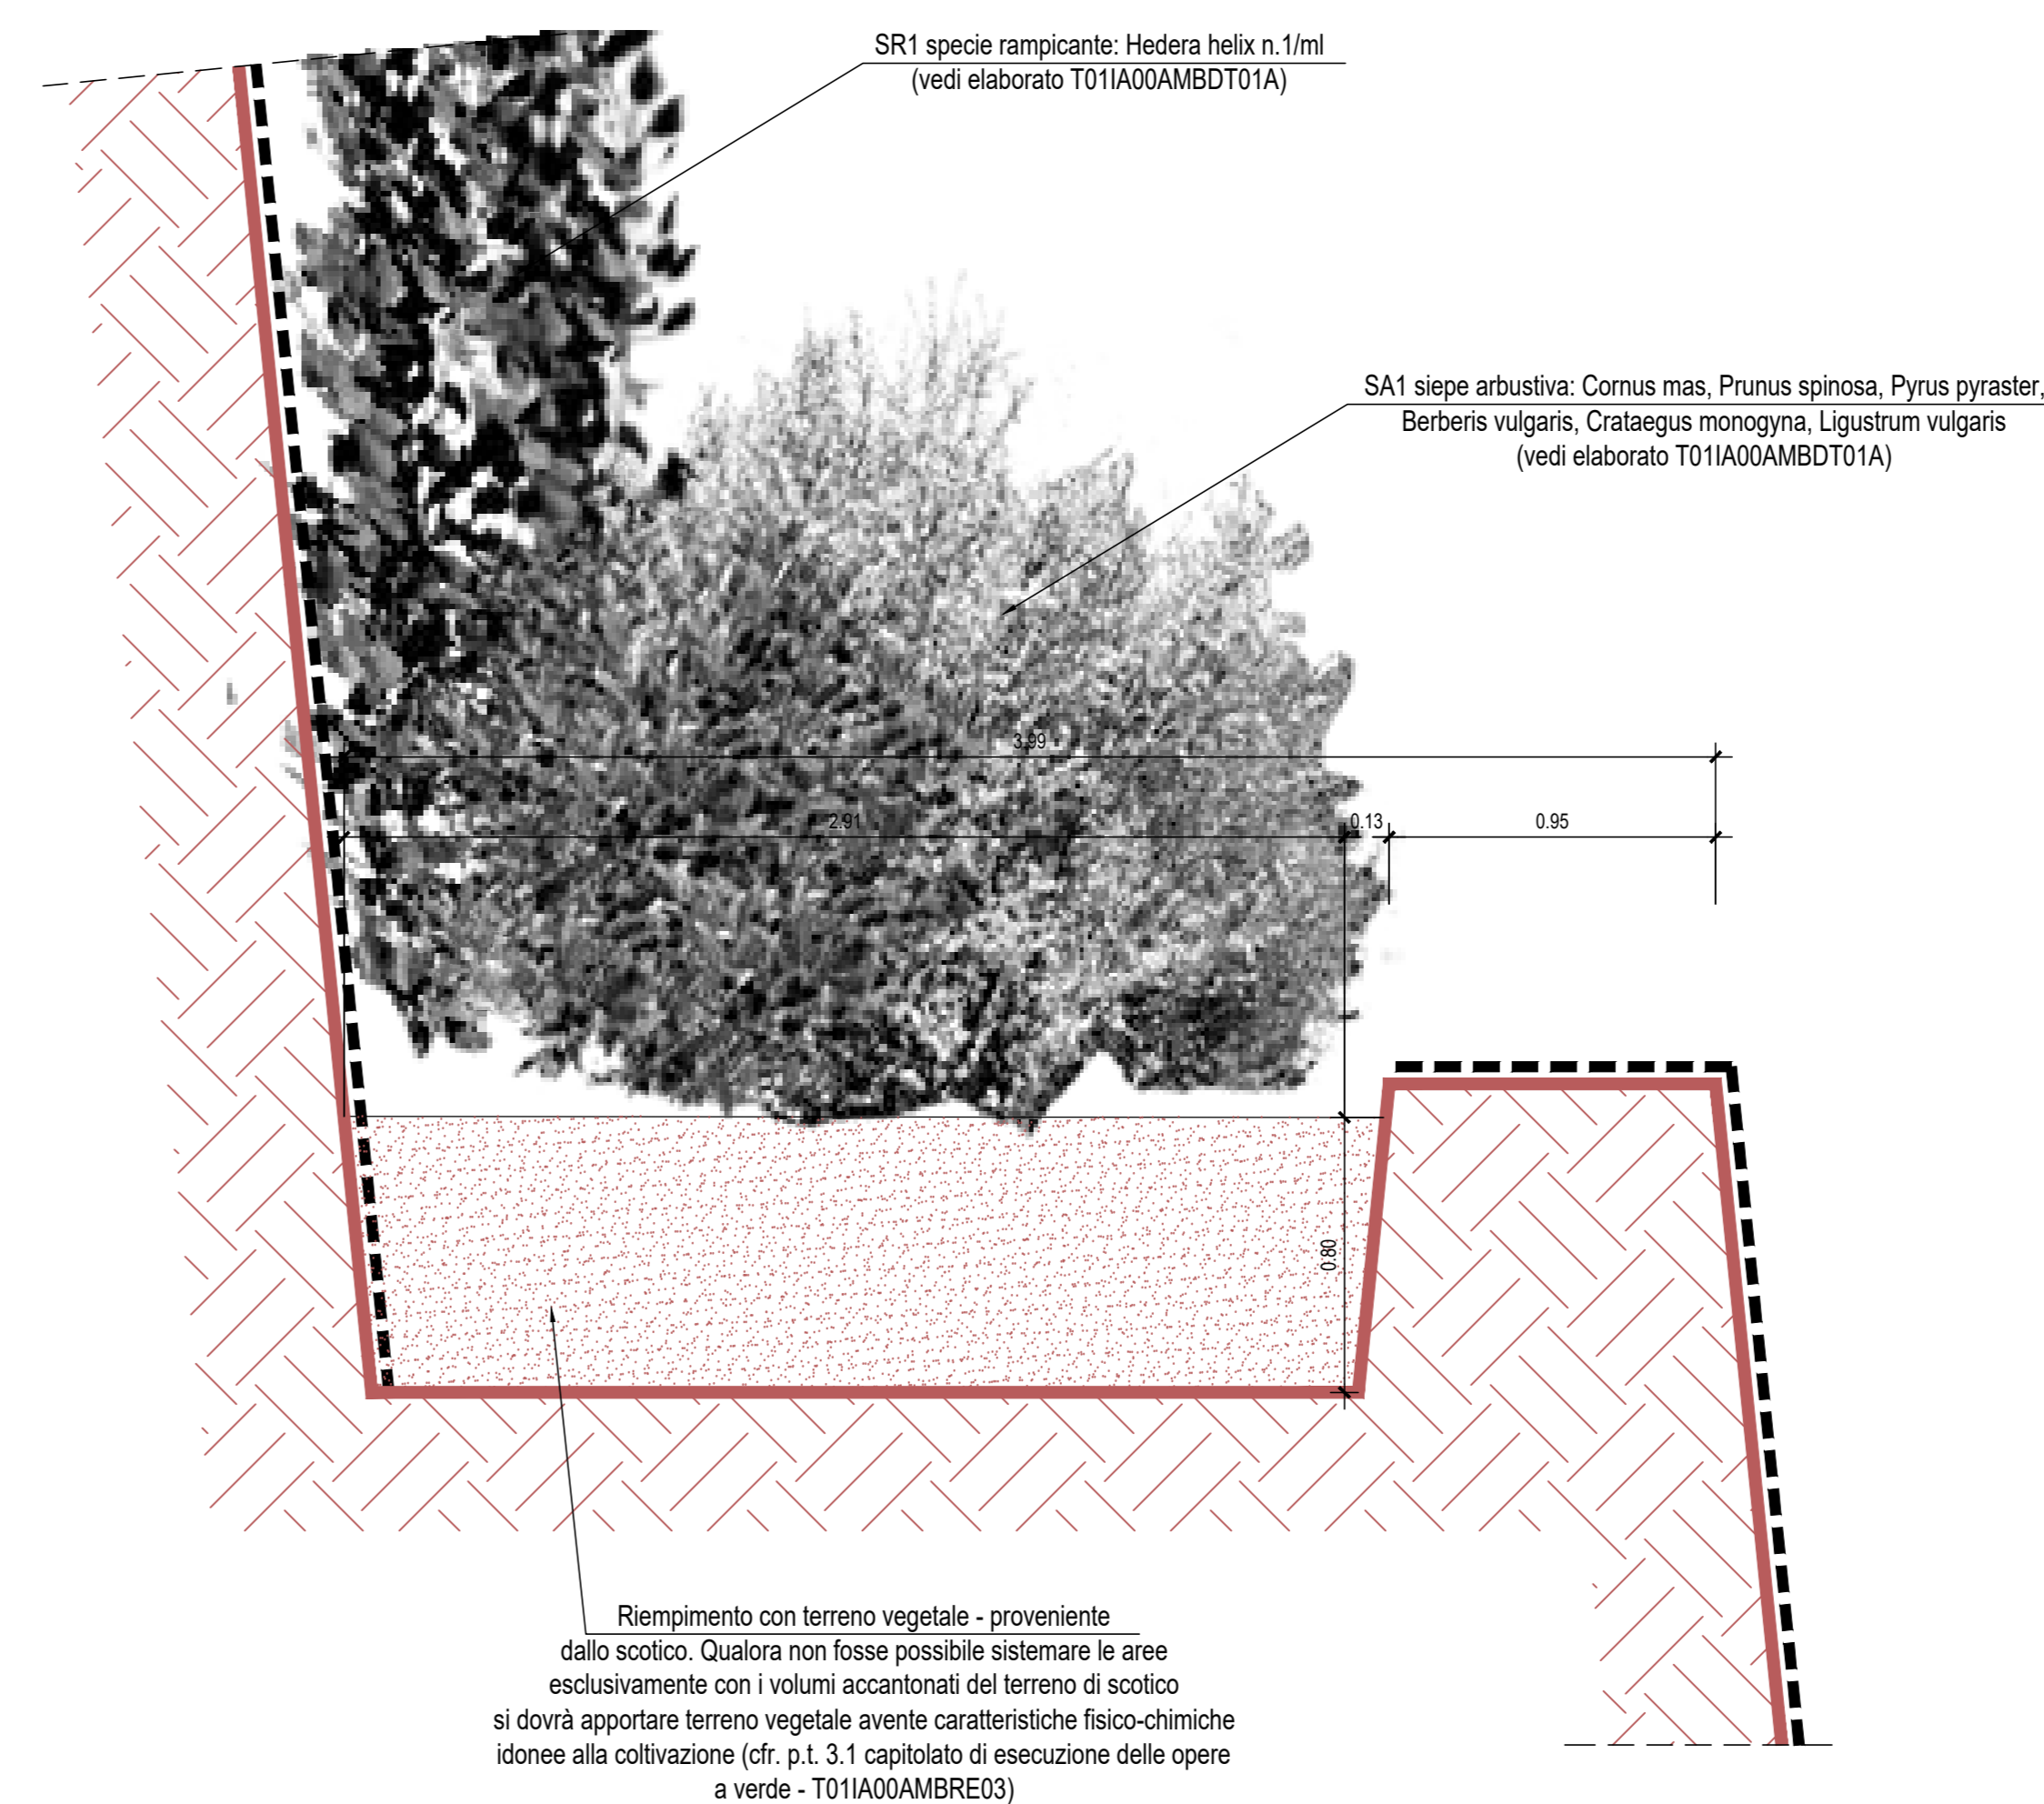 SR1 specie rampicante: Hedera helix n.1/ml
(vedi elaborato T01IA00AMBDT01A)
SA1 siepe arbustiva: Cornus mas, Prunus spinosa, Pyrus pyraster,
Berberis vulgaris, Crataegus monogyna, Ligustrum vulgaris
(vedi elaborato T01IA00AMBDT01A)
3.99
2.91
0.13
0.95
0.80
Riempimento con terreno vegetale - proveniente
dallo scotico. Qualora non fosse possibile sistemare le aree
esclusivamente con i volumi accantonati del terreno di scotico
si dovrà apportare terreno vegetale avente caratteristiche fisico-chimiche
idonee alla coltivazione (cfr. p.t. 3.1 capitolato di esecuzione delle opere
a verde - T01IA00AMBRE03)